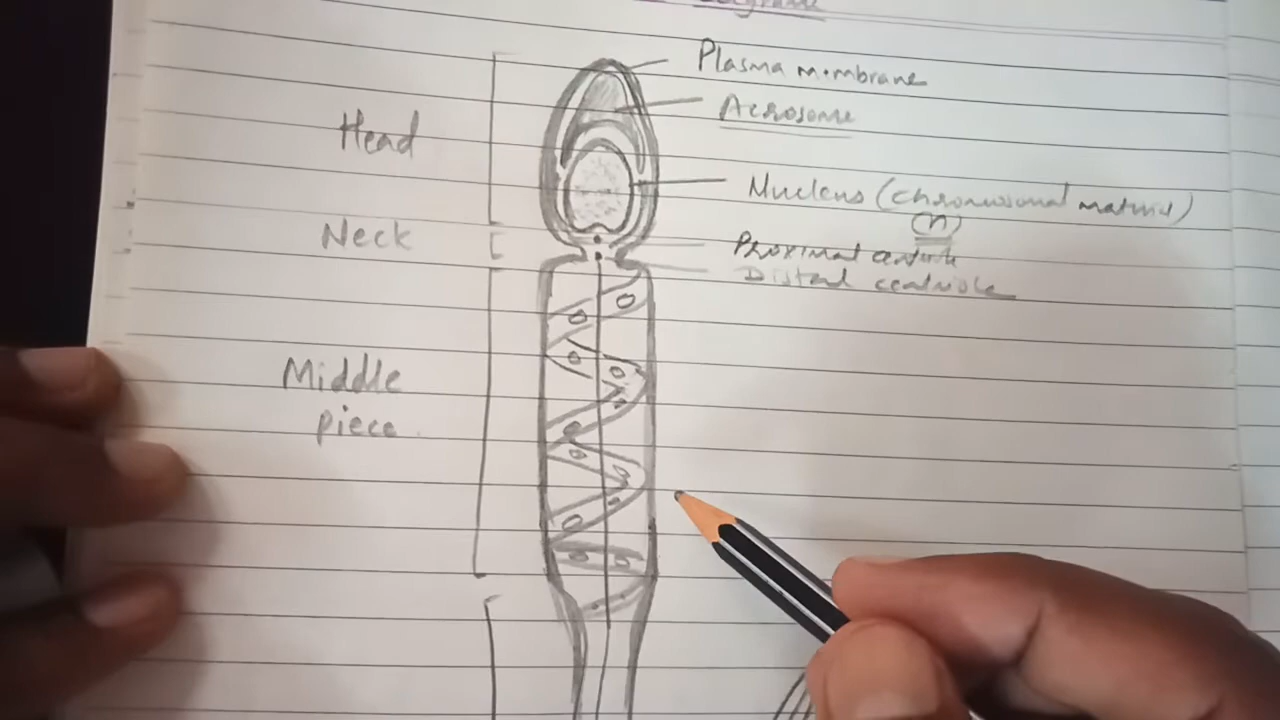 Plasma membrane
Head
Acrosome
Nucleus (chromosomal material)
(n)
Neck
Proximal centriole
Distal centriole
Middle
piece